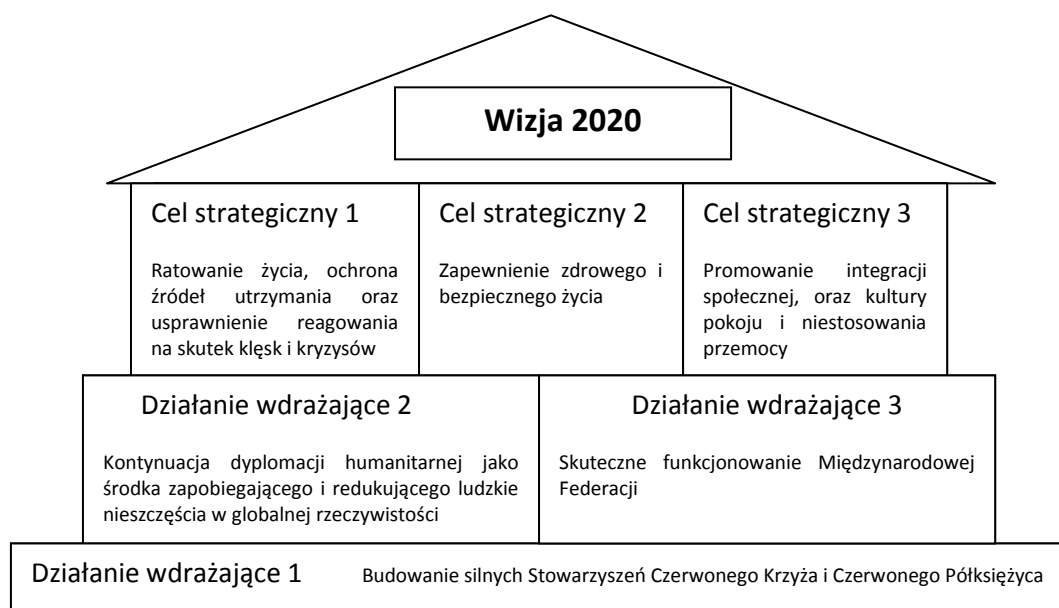 Wizja 2020
Cel strategiczny 1
Ratowanie życia, ochrona
źródeł utrzymania oraz
usprawnienie reagowania
na skutek klęsk i kryzysów
Cel strategiczny 2
Zapewnienie zdrowego i
bezpiecznego życia
Cel strategiczny 3
Promowanie integracji
społecznej, oraz kultury
pokoju i niestosowania
przemocy
Działanie wdrażające 2
Kontynuacja dyplomacji humanitarnej jako
środka zapobiegającego i redukującego ludzkie
nieszczęścia w globalnej rzeczywistości
Działanie wdrażające 3
Skuteczne funkcjonowanie Międzynarodowej
Federacji
Działanie wdrażające 1 Budowanie silnych Stowarzyszeń Czerwonego Krzyża i Czerwonego Półksiężyca